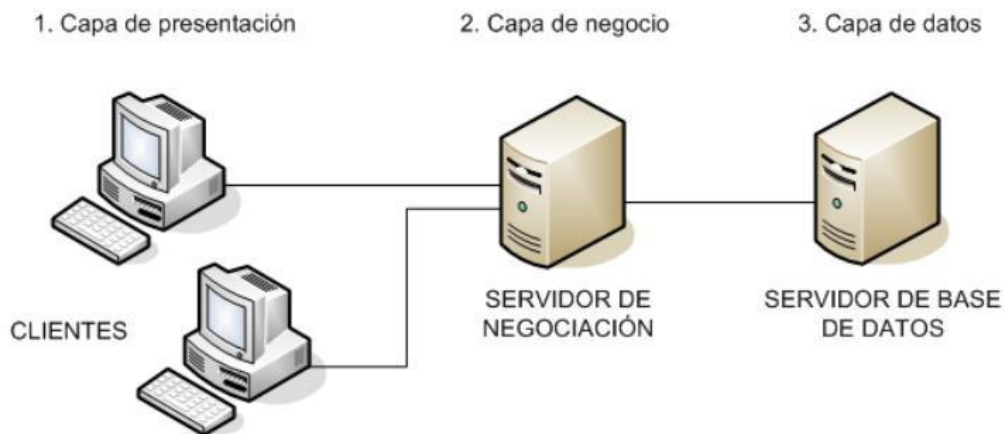 1. Capa de presentación
2. Capa de negocio
3. Capa de datos
CLIENTES
SERVIDOR DE
NEGOCIACIÓN
SERVIDOR DE BASE
DE DATOS